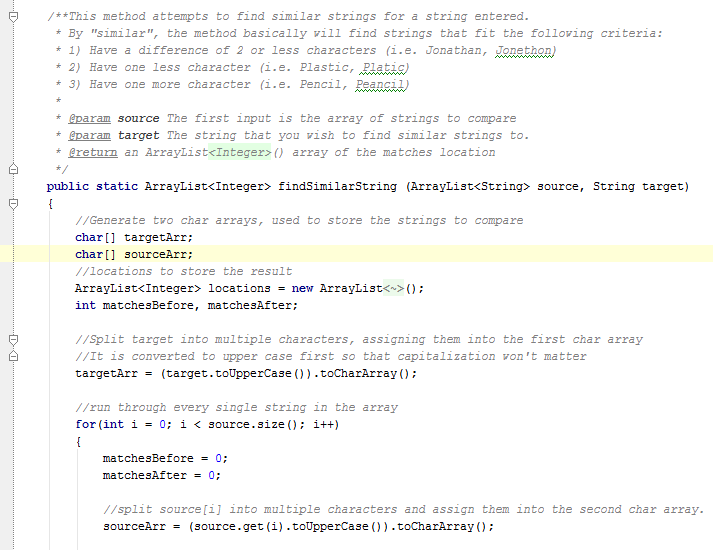 /**This method attempts to find similar strings for a string entered.
* By "similar", the method basically will find strings that fit the following criteria:
* 1) Have a difference of 2 or less characters (i.e. Jonathan, Jonethon)
* 2) Have one less character (i.e. Plastic, Platic)
* 3) Have one more character (i.e. Pencil, Peancil)
*
* @param source The first input is the array of strings to compare
* @param target The string that you wish to find similar strings to.
* @return an ArrayList<Integer>() array of the matches location
*/
public static ArrayList<Integer> findSimilarString (ArrayList<String> source, String target)
{
//Generate two char arrays, used to store the strings to compare
char[] targetArr;
char[] sourceArr;
//locations to store the result
ArrayList<Integer> locations = new ArrayList<~>();
int matchesBefore, matchesAfter;
//Split target into multiple characters, assigning them into the first char array
//It is converted to upper case first so that capitalization won't matter
targetArr = (target.toUpperCase()).toCharArray();
//run through every single string in the array
for(int i = 0; i < source.size(); i++)
{
matchesBefore = 0;
matchesAfter = 0;
//split source[i] into multiple characters and assign them into the second char array.
sourceArr = (source.get(i).toUpperCase()).toCharArray();